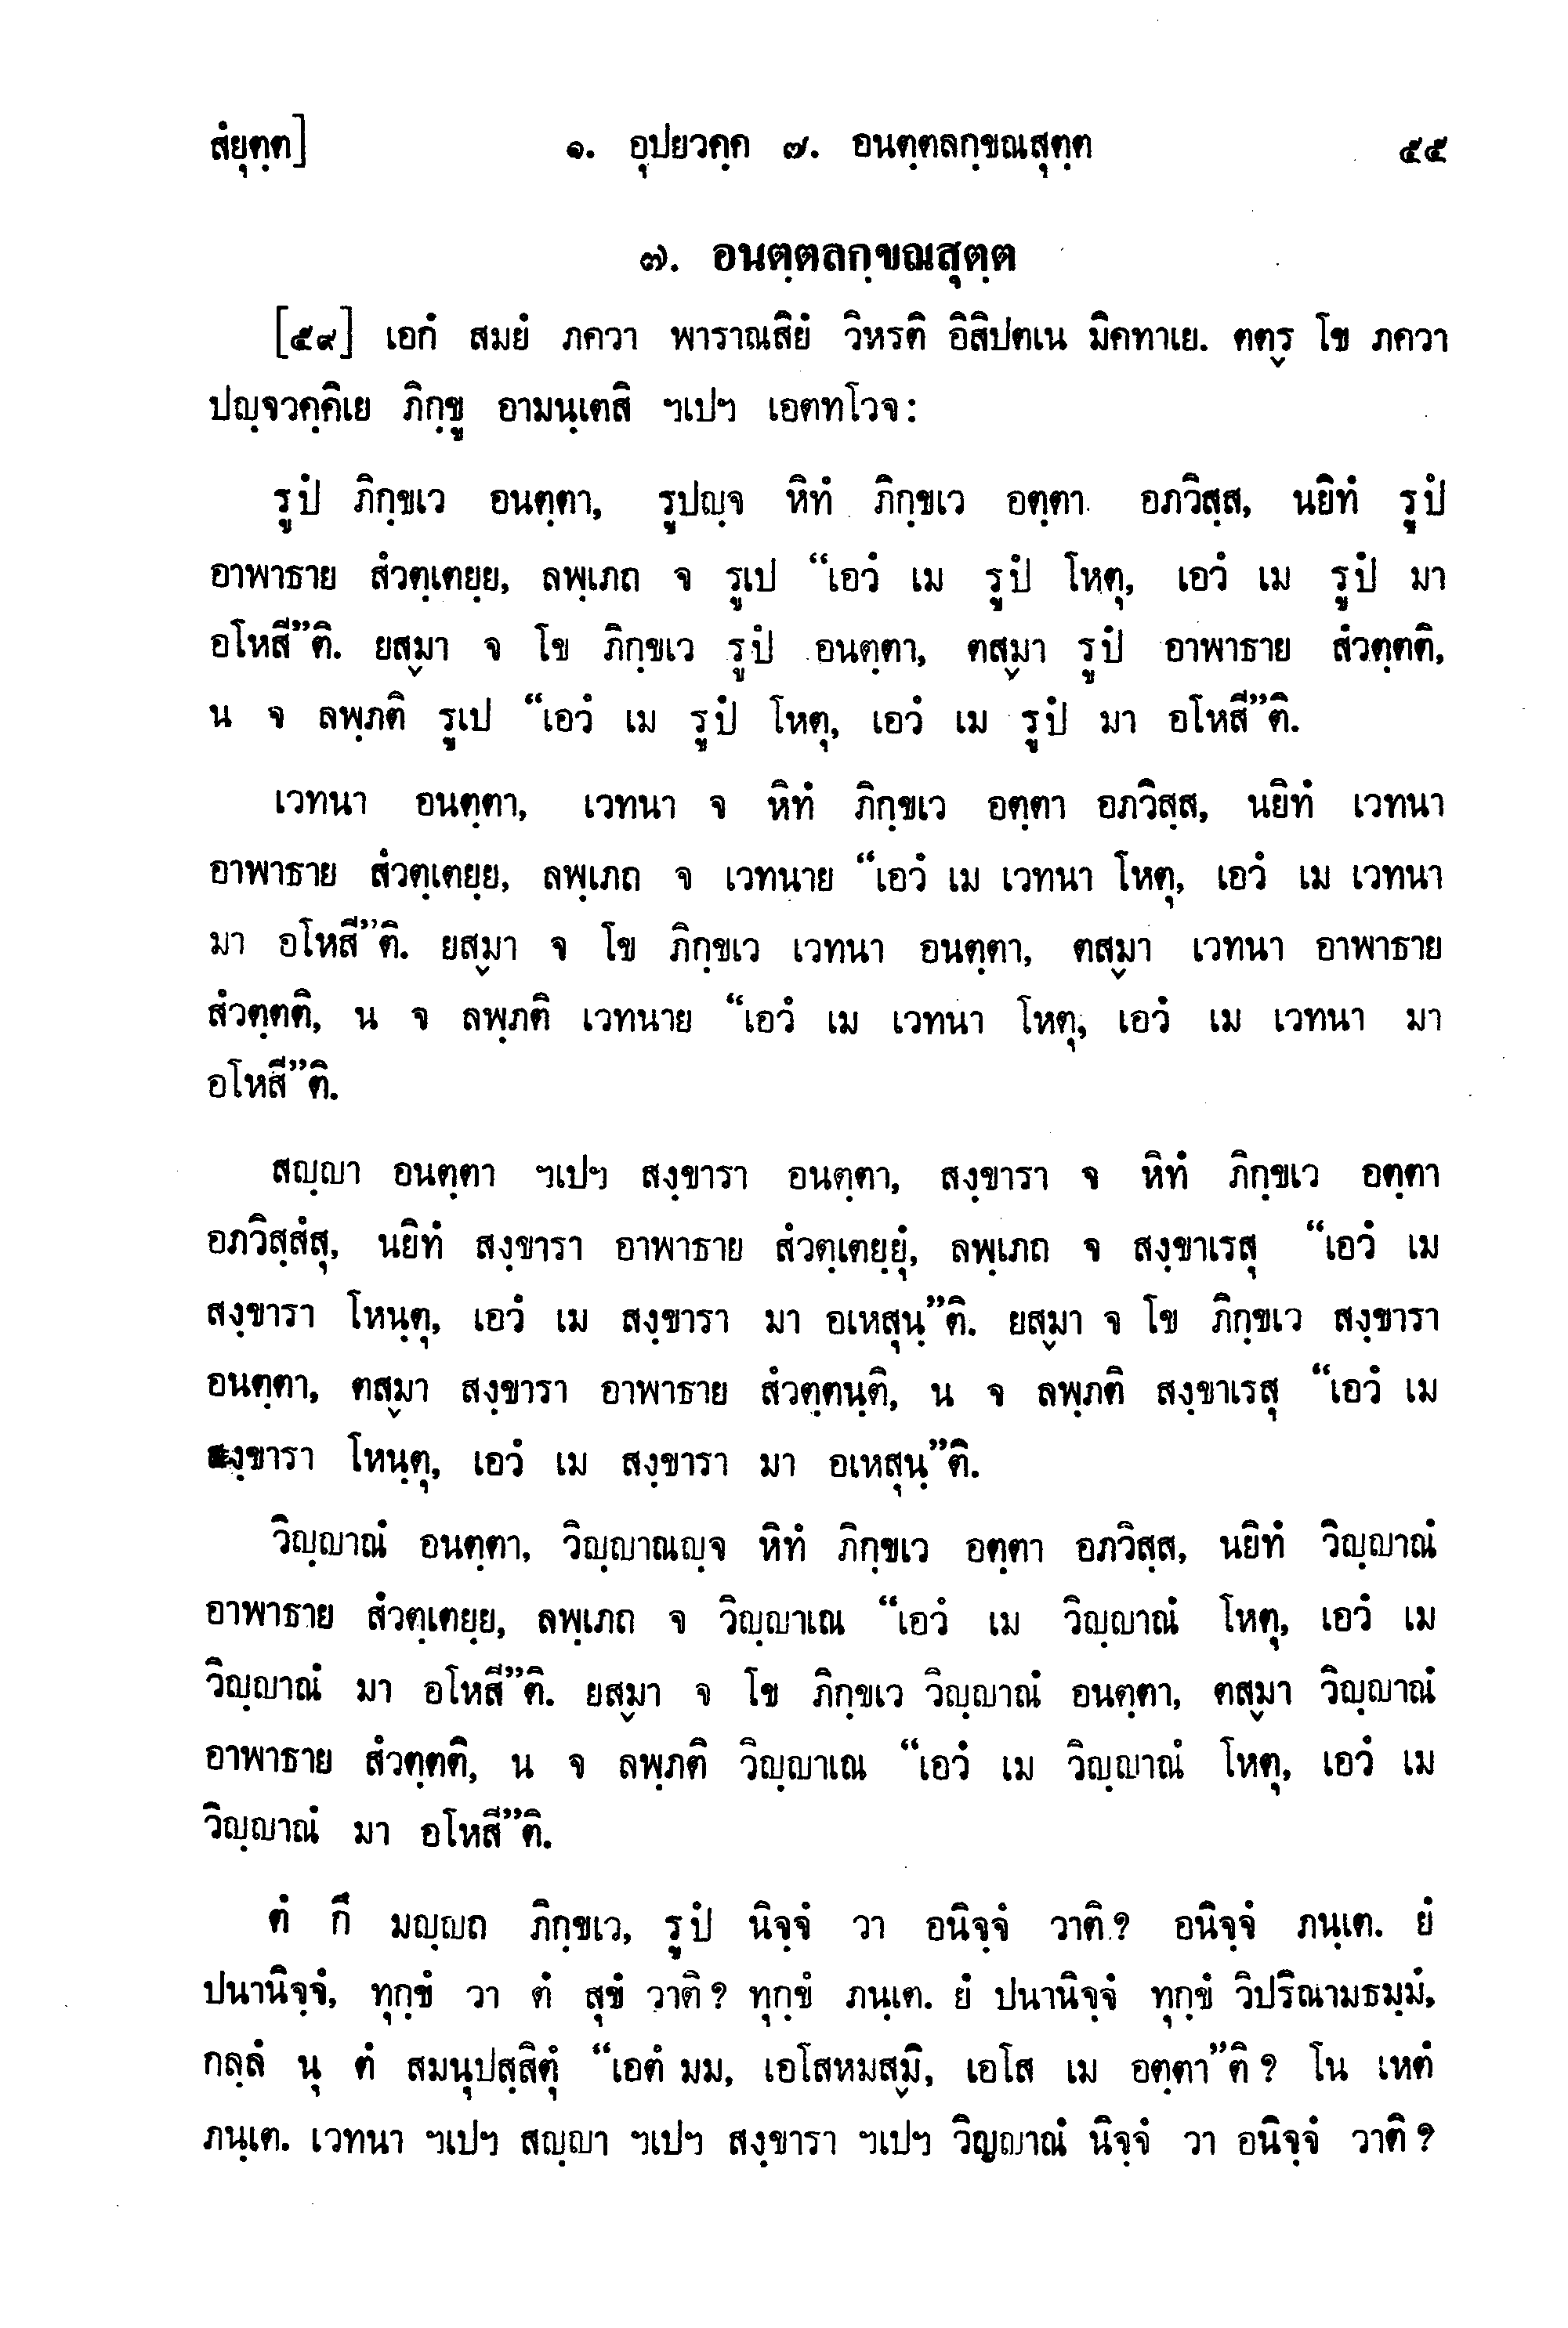 สํยุตฺต] ๑. อุปยวคฺค ๗. อนตฺตลกฺขณสุตฺต ๕๕
๗. อนตฺตลกฺขณสุตฺต
[๕๙] เอกํ สมยํ ภควา พาราณสิยํ วิหรติ อิสิปตเน มิคทาเย. ตต๎ร โข ภควา
ปญฺจวคฺคิเย ภิกฺขู อามนฺเตสิ ฯเปฯ เอตทโวจ:
รูปํ ภิกฺขเว อนตฺตา, รูปญฺจ หิทํ ภิกฺขเว อตฺตา อภวิสฺส, นยิทํ รูปํ
อาพาธาย สํวตฺเตยฺย, ลพฺเภถ จ รูเป “เอวํ เม รูปํ โหตุ, เอวํ เม รูปํ มา
อโหสี”ติ. ยส๎มา จ โข ภิกฺขเว รูปํ อนตฺตา, ตส๎มา รูปํ อาพาธาย สํวตฺตติ,
น จ ลพฺภติ รูเป “เอวํ เม รูปํ โหตุ, เอวํ เม รูปํ มา อโหสี”ติ.
เวทนา อนตฺตา, เวทนา จ หิทํ ภิกฺขเว อตฺตา อภวิสฺส, นยิทํ เวทนา
อาพาธาย สํวตฺเตยฺย, ลพฺเภถ จ เวทนาย “เอวํ เม เวทนา โหตุ, เอวํ เม เวทนา
มา อโหสี”ติ. ยส๎มา จ โข ภิกฺขเว เวทนา อนตฺตา, ตส๎มา เวทนา อาพาธาย
สํวตฺตติ, น จ ลพฺภติ เวทนาย “เอวํ เม เวทนา โหตุ, เอวํ เม เวทนา มา
อโหสี”ติ.
สญฺญา อนตฺตา ฯเปฯ สงฺขารา อนตฺตา, สงฺขารา จ หิทํ ภิกฺขเว อตฺตา
อภวิสฺสํสุ, นยิทํ สงฺขารา อาพาธาย สํวตฺเตยฺยุํ, ลพฺเภถ จ สงฺขาเรสุ “เอวํ เม
สงฺขารา โหนฺตุ, เอวํ เม สงฺขารา มา อเหสุนฺ”ติ. ยส๎มา จ โข ภิกฺขเว สงฺขารา
อนตฺตา, ตส๎มา สงฺขารา อาพาธาย สํวตฺตนฺติ, น จ ลพฺภติ สงฺขาเรสุ “เอวํ เม
สงฺขารา โหนฺตุ, เอวํ เม สงฺขารา มา อเหสุนฺ”ติ.
วิญฺญาณํ อนตฺตา, วิญฺญาณญฺจ หิทํ ภิกฺขเว อตฺตา อภวิสฺส, นยิทํ วิญฺญาณํ
อาพาธาย สํวตฺเตยฺย, ลพฺเภถ จ วิญฺญาเณ “เอวํ เม วิญฺญาณํ โหตุ, เอวํ เม
วิญฺญาณํ มา อโหสี”ติ. ยส๎มา จ โข ภิกฺขเว วิญฺญาณํ อนตฺตา, ตส๎มา วิญฺญาณํ
อาพาธาย สํวตฺตติ, น จ ลพฺภติ วิญฺญาเณ “เอวํ เม วิญฺญาณํ โหตุ, เอวํ เม
วิญฺญาณํ มา อโหสี”ติ.
ตํ กึ มญฺญถ ภิกฺขเว, รูปํ นิจฺจํ วา อนิจฺจํ วาติ? อนิจฺจํ ภนฺเต. ยํ
ปนานิจฺจํ, ทุกฺขํ วา ตํ สุขํ วาติ? ทุกฺขํ ภนฺเต. ยํ ปนานิจฺจํ ทุกฺขํ วิปริณามธมฺมํ,
กลฺลํ นุ ตํ สมนุปสฺสิตุํ “เอตํ มม, เอโสหมส๎มิ, เอโส เม อตฺตา”ติ? โน เหตํ
ภนฺเต. เวทนา ฯเปฯ สญฺญา ฯเปฯ สงฺขารา ฯเปฯ วิญฺญาณํ นิจฺจํ วา อนิจฺจํ วาติ?